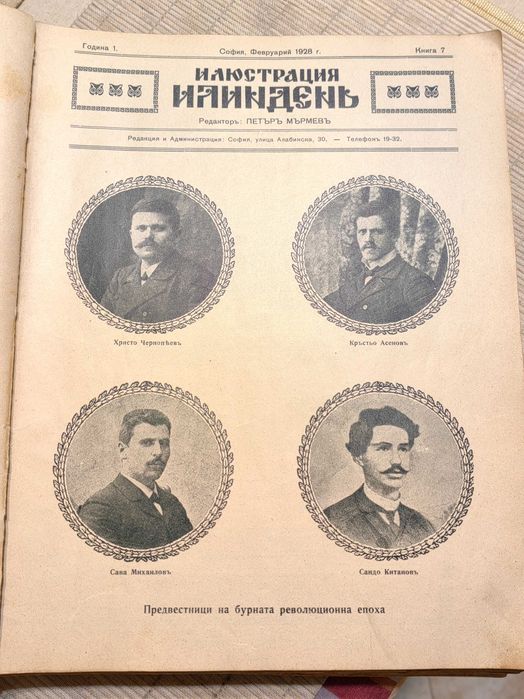 Година 1. София, Февруарий 1928 г. Книга 7
ИЛЮСТРАЦИЯ
ИЛИНДЕНЬ
Редакторъ: ПЕТЪРЪ МЪРМЕВЪ
Редакция и Администрация: София, улица Алабинска, 30. — Телефонъ 19-32.
Христо Чернопѣевъ Кръстьо Асеновъ
Сава Михаиловъ Сандо Китановъ
Предвестници на бурната революционна епоха